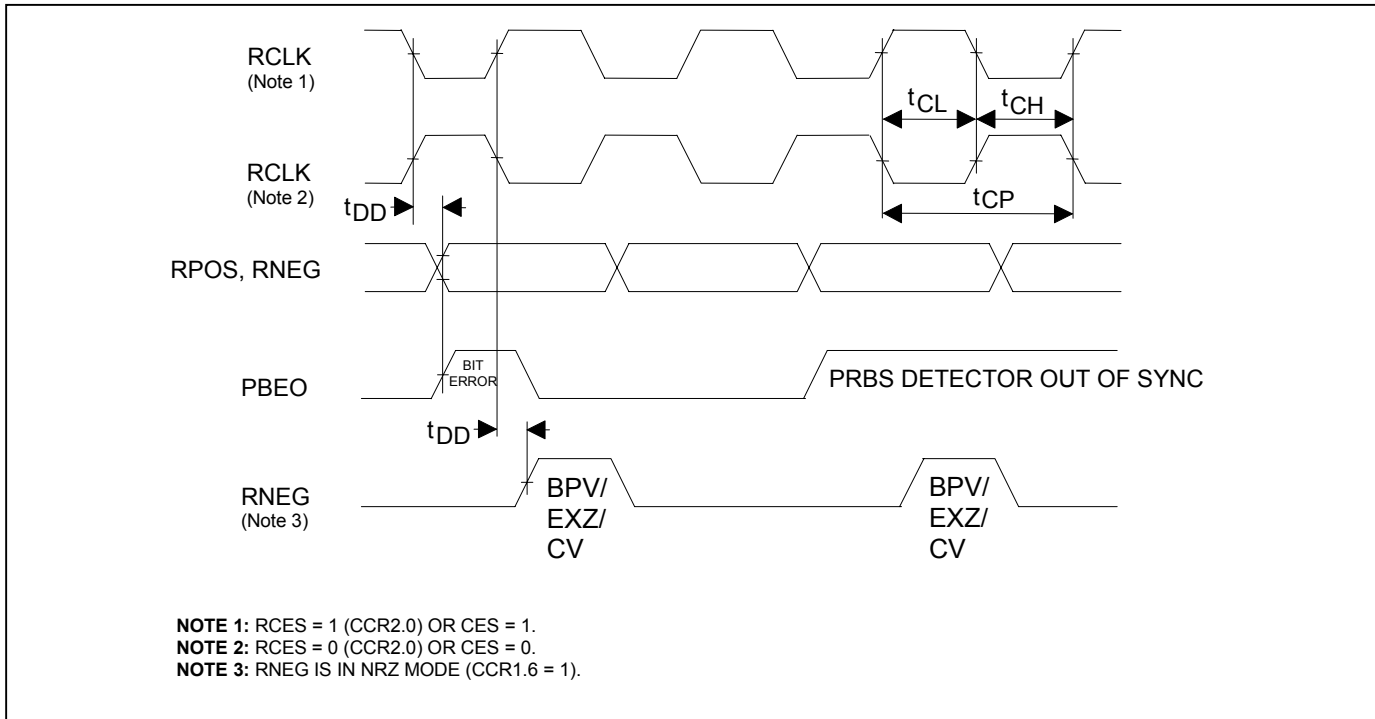 RCLK
(Note 1)
tCL
tCH
RCLK
(Note 2)
tCP
tDD
RPOS, RNEG
PBEO
BIT
ERROR
PRBS DETECTOR OUT OF SYNC
tDD
RNEG
(Note 3)
BPV/
EXZ/
CV
BPV/
EXZ/
CV
NOTE 1: RCES = 1 (CCR2.0) OR CES = 1.
NOTE 2: RCES = 0 (CCR2.0) OR CES = 0.
NOTE 3: RNEG IS IN NRZ MODE (CCR1.6 = 1).